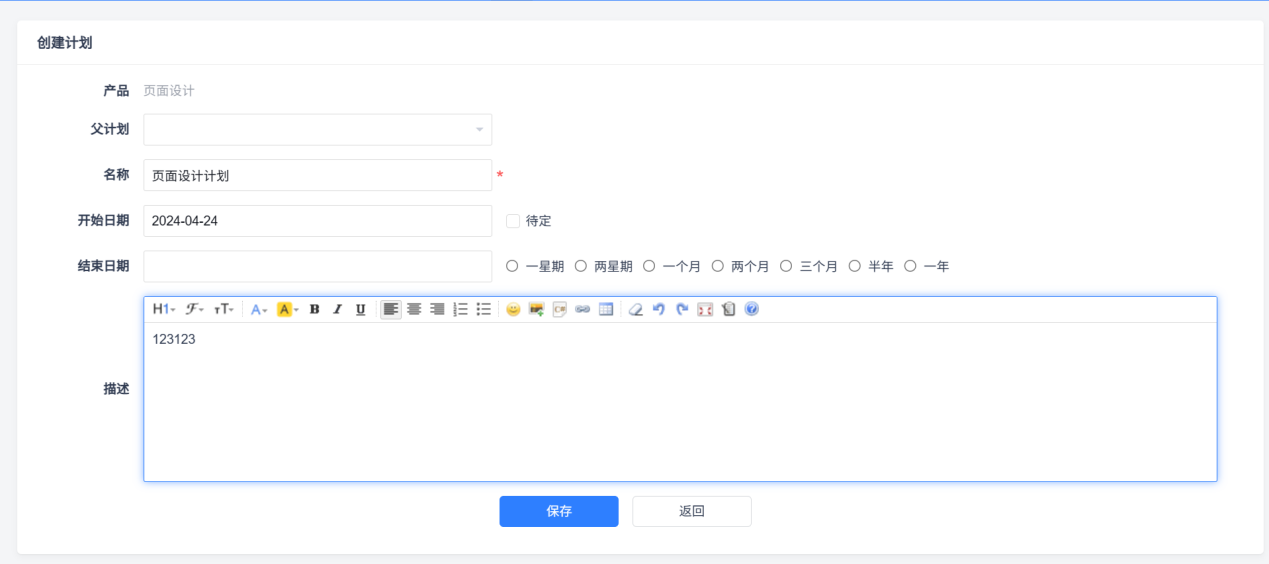 创建计划
产品 页面设计
父计划
名称 页面设计计划 *
开始日期 2024-04-24 待定
结束日期 一星期 两星期 一个月 两个月 三个月 半年 一年
H1 ℱ тT A A B I U
123123
描述
保存 返回